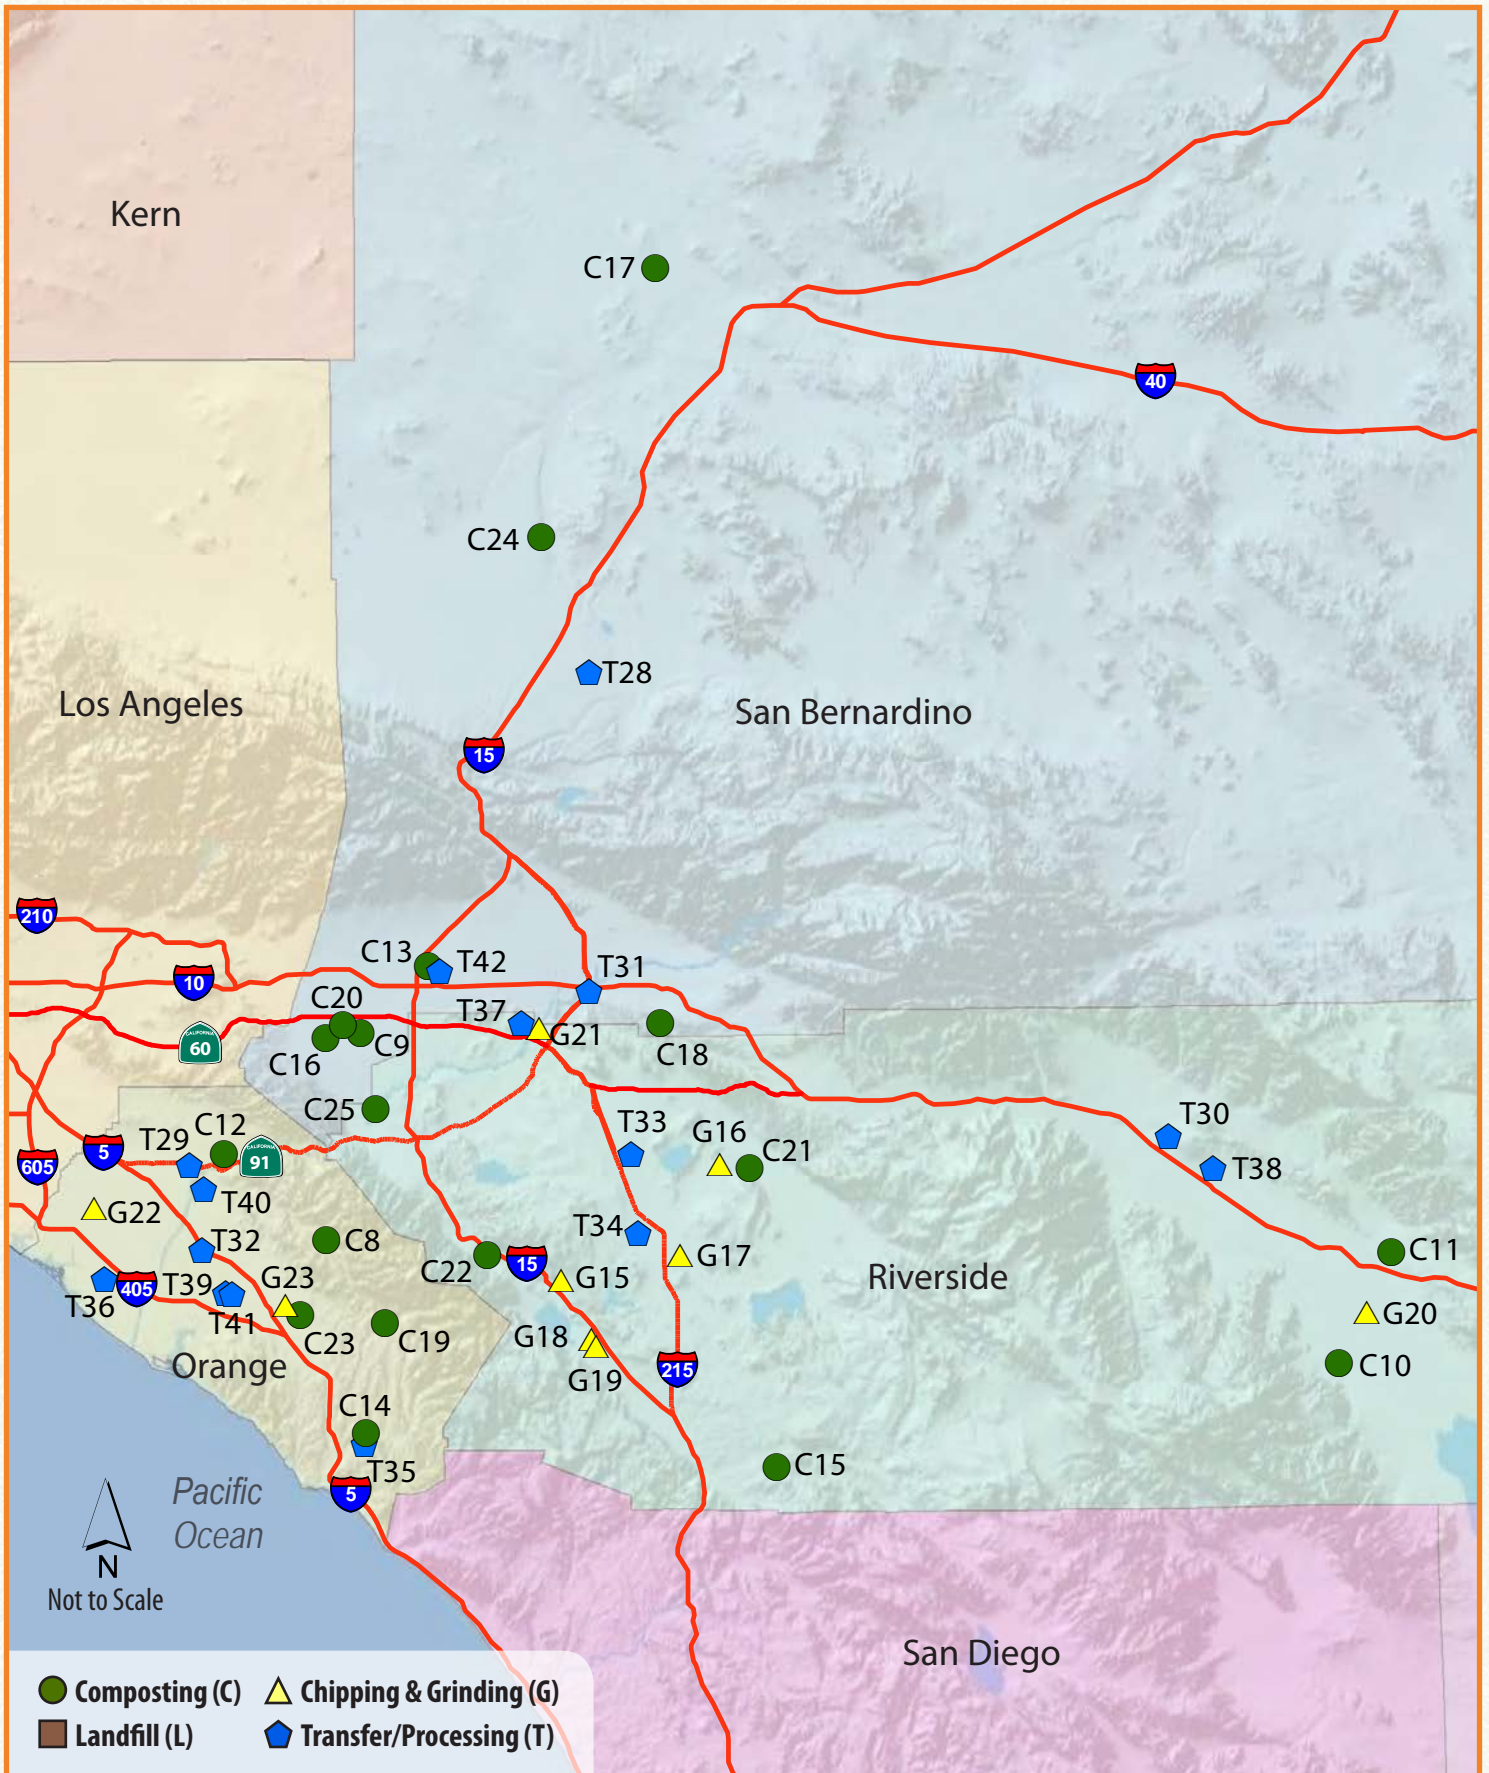 Kern
C17
40
C24
T28
Los Angeles
San Bernardino
15
210
C13
T42
T31
10
C20
T37
G21
CALIFORNIA
60
C9
C16
C18
C25
T30
C12
T33
G16
T29
5
CALIFORNIA
91
C21
605
T38
T40
G22
T34
T32
C8
G17
C11
C22
15
G15
Riverside
T39
G23
405
T36
T41
G20
G18
C23
C19
Orange
215
C10
G19
C14
C15
T35
Pacific
Ocean
5
N
Not to Scale
San Diego
Composting (C)
Chipping & Grinding (G)
Landfill (L)
Transfer/Processing (T)